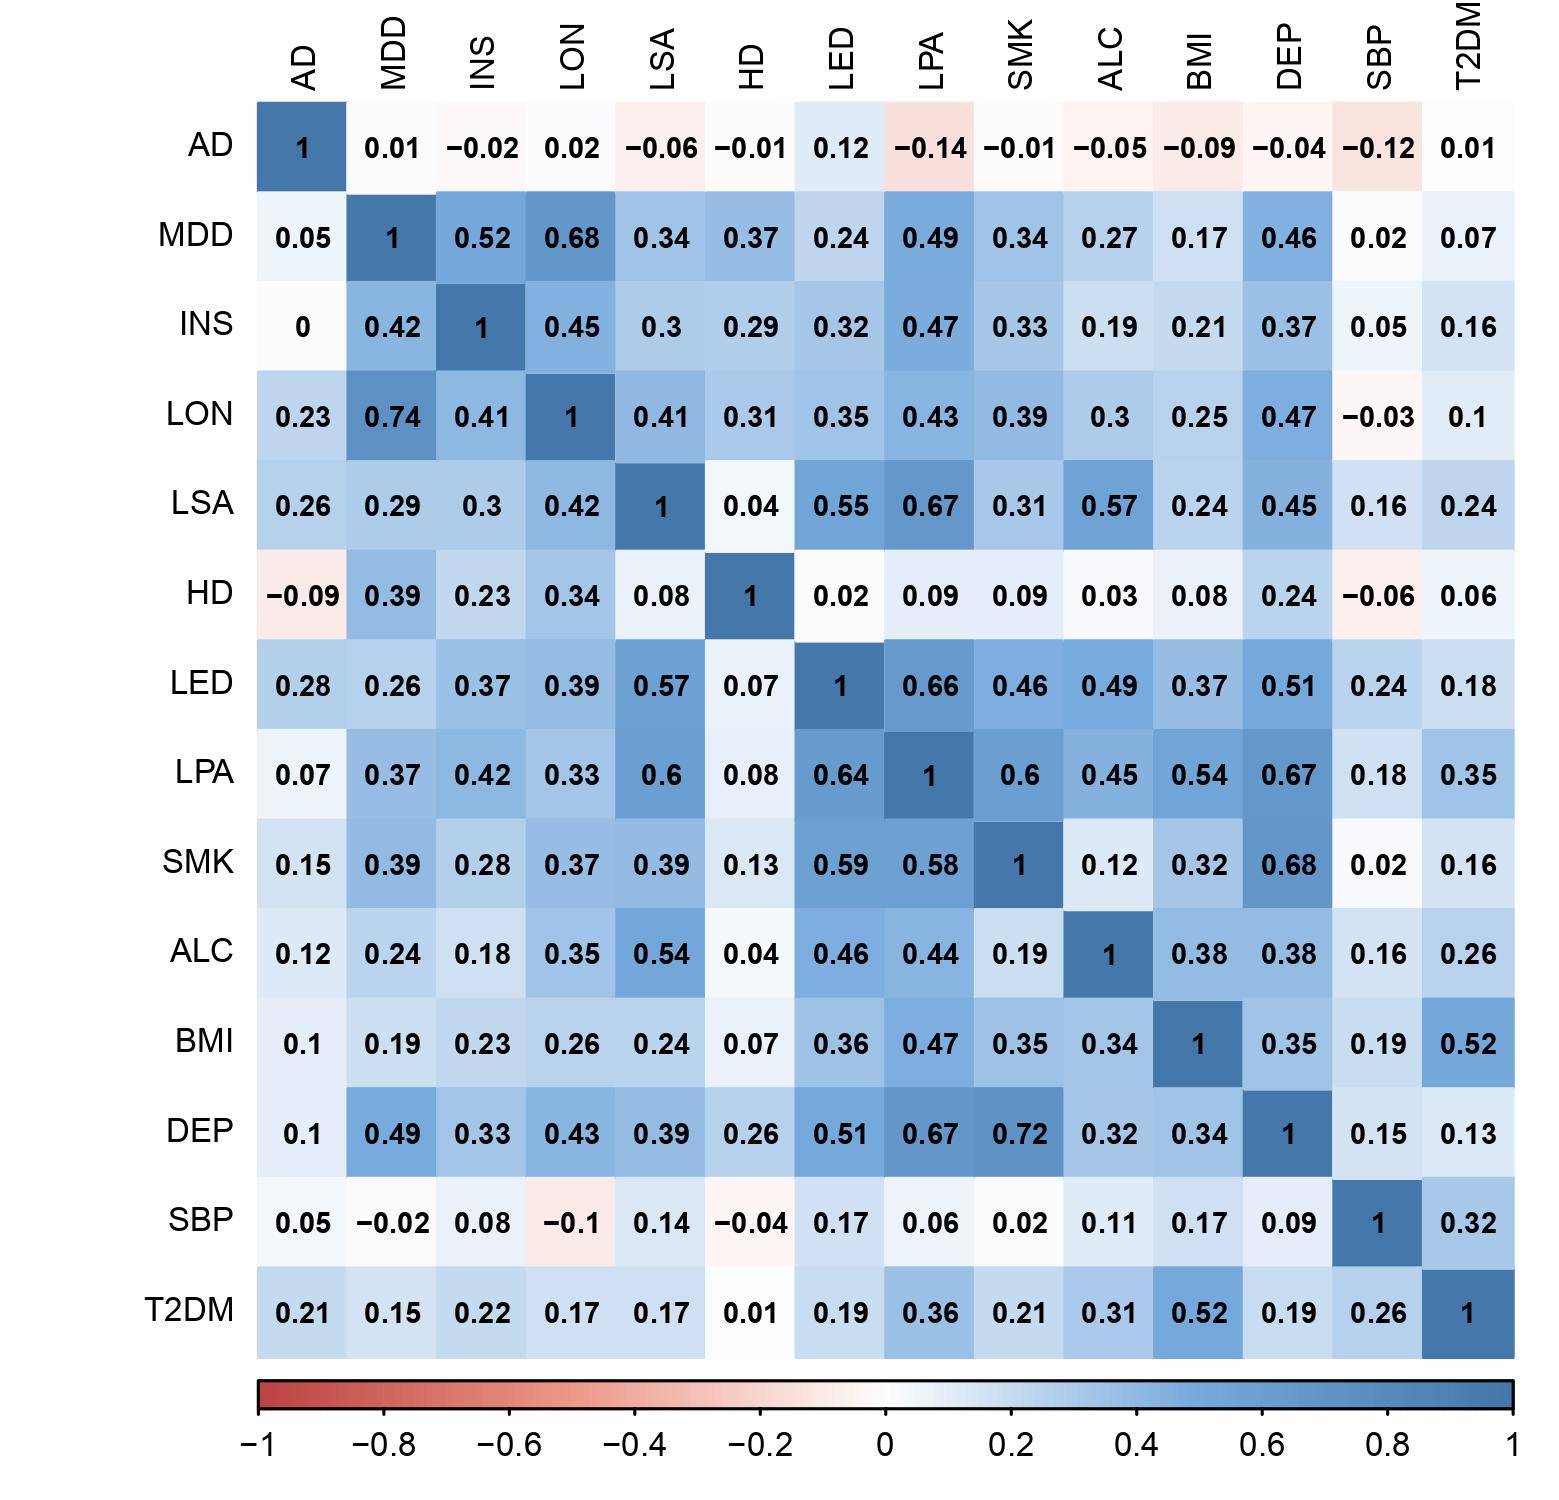 AD MDD INS LON LSA HD LED LPA SMK ALC BMI DEP SBP T2DM
AD 1 0.01 −0.02 0.02 −0.06 −0.01 0.12 −0.14 −0.01 −0.05 −0.09 −0.04 −0.12 0.01
MDD 0.05 1 0.52 0.68 0.34 0.37 0.24 0.49 0.34 0.27 0.17 0.46 0.02 0.07
INS 0 0.42 1 0.45 0.3 0.29 0.32 0.47 0.33 0.19 0.21 0.37 0.05 0.16
LON 0.23 0.74 0.41 1 0.41 0.31 0.35 0.43 0.39 0.3 0.25 0.47 −0.03 0.1
LSA 0.26 0.29 0.3 0.42 1 0.04 0.55 0.67 0.31 0.57 0.24 0.45 0.16 0.24
HD −0.09 0.39 0.23 0.34 0.08 1 0.02 0.09 0.09 0.03 0.08 0.24 −0.06 0.06
LED 0.28 0.26 0.37 0.39 0.57 0.07 1 0.66 0.46 0.49 0.37 0.51 0.24 0.18
LPA 0.07 0.37 0.42 0.33 0.6 0.08 0.64 1 0.6 0.45 0.54 0.67 0.18 0.35
SMK 0.15 0.39 0.28 0.37 0.39 0.13 0.59 0.58 1 0.12 0.32 0.68 0.02 0.16
ALC 0.12 0.24 0.18 0.35 0.54 0.04 0.46 0.44 0.19 1 0.38 0.38 0.16 0.26
BMI 0.1 0.19 0.23 0.26 0.24 0.07 0.36 0.47 0.35 0.34 1 0.35 0.19 0.52
DEP 0.1 0.49 0.33 0.43 0.39 0.26 0.51 0.67 0.72 0.32 0.34 1 0.15 0.13
SBP 0.05 −0.02 0.08 −0.1 0.14 −0.04 0.17 0.06 0.02 0.11 0.17 0.09 1 0.32
T2DM 0.21 0.15 0.22 0.17 0.17 0.01 0.19 0.36 0.21 0.31 0.52 0.19 0.26 1
−1 −0.8 −0.6 −0.4 −0.2 0 0.2 0.4 0.6 0.8 1